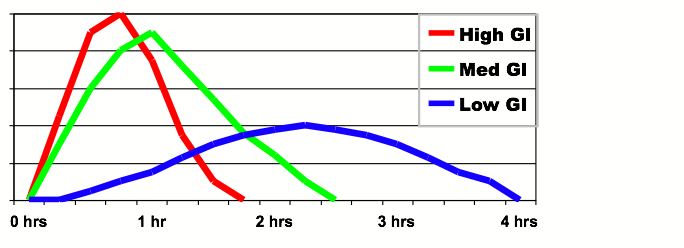 High GI
Med GI
Low GI
0 hrs 1 hr 2 hrs 3 hrs 4 hrs